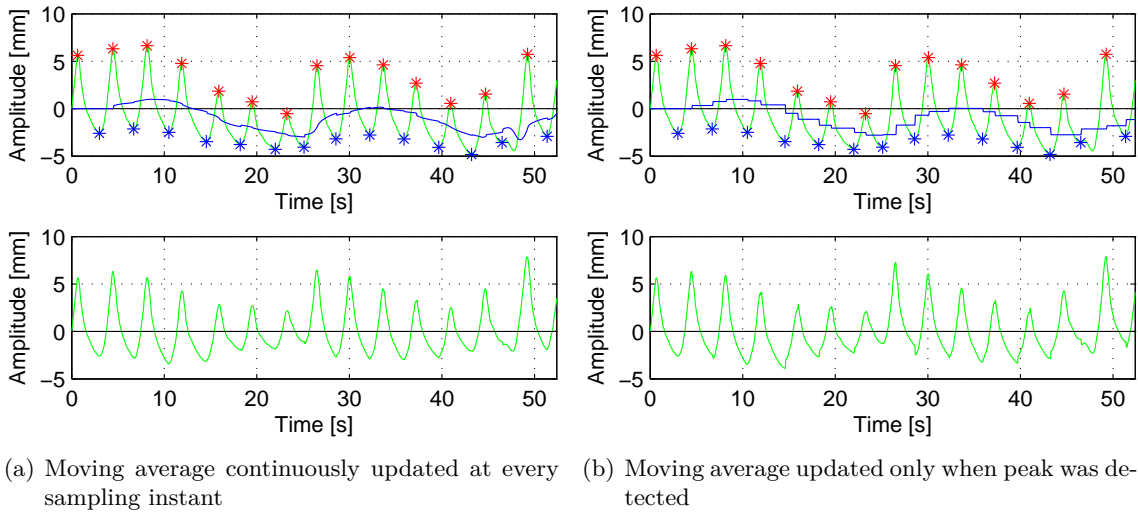 10
5
0
−5
Amplitude [mm]
0 10 20 30 40 50
Time [s]
10
5
0
−5
Amplitude [mm]
0 10 20 30 40 50
Time [s]
10
5
0
−5
Amplitude [mm]
0 10 20 30 40 50
Time [s]
10
5
0
−5
Amplitude [mm]
0 10 20 30 40 50
Time [s]
(a) Moving average continuously updated at every
sampling instant
(b) Moving average updated only when peak was de-
tected